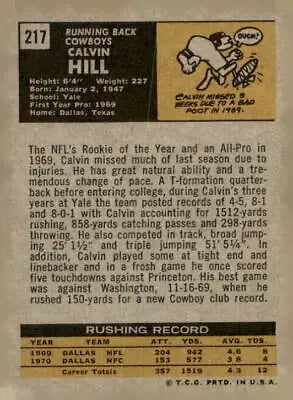 217
RUNNING BACK
COWBOYS
CALVIN
HILL
Height: 6'4" Weight: 227
Born: January 2, 1947
School: Yale
First Year Pro: 1969
Home: Dallas, Texas
OUCH!
CALVIN MISSED 5
WEEKS DUE TO A BAD
FOOT IN 1969.
The NFL's Rookie of the Year and an All-Pro in
1969, Calvin missed much of last season due to
injuries. He has great natural ability and a tre-
mendous change of pace. A T-formation quarter-
back before entering college, during Calvin's three
years at Yale the team posted records of 4-5, 8-1
and 8-0-1 with Calvin accounting for 1512-yards
rushing, 858-yards catching passes and 298-yards
throwing. He also competed in track, broad jump-
ing 25' 1½" and triple jumping 51' 5¼". In
college Calvin also played some at tight end and
linebacker and in a frosh game he once scored
five touchdowns against Princeton. His best game
was against Washington, 11-16-69, when he
rushed 150-yards for a new Cowboy club record.
RUSHING RECORD
YEAR TEAM ATT. YDS. AVG. TDS.
1969 DALLAS NFL 204 942 4.6 8
1970 DALLAS NFC 153 577 3.8 4
Career Totals 357 1519 4.3 12
© T.C.G. PRTD. IN U.S.A.